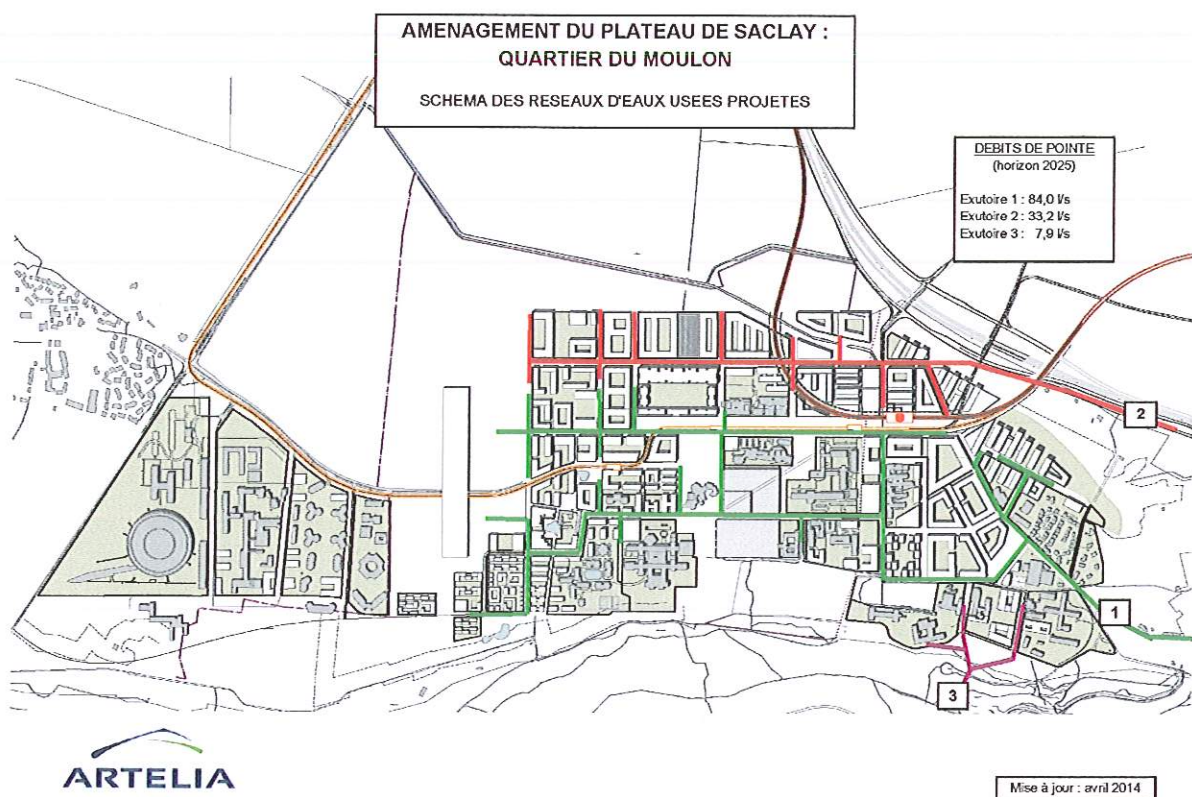 AMENAGEMENT DU PLATEAU DE SACLAY :
QUARTIER DU MOULON
SCHEMA DES RESEAUX D'EAUX USEES PROJETES
DEBITS DE POINTE
(horizon 2025)
Exutoire 1 : 84,0 l/s
Exutoire 2 : 33,2 l/s
Exutoire 3 : 7,9 l/s
2
1
3
ARTELIA
Mise à jour : avril 2014